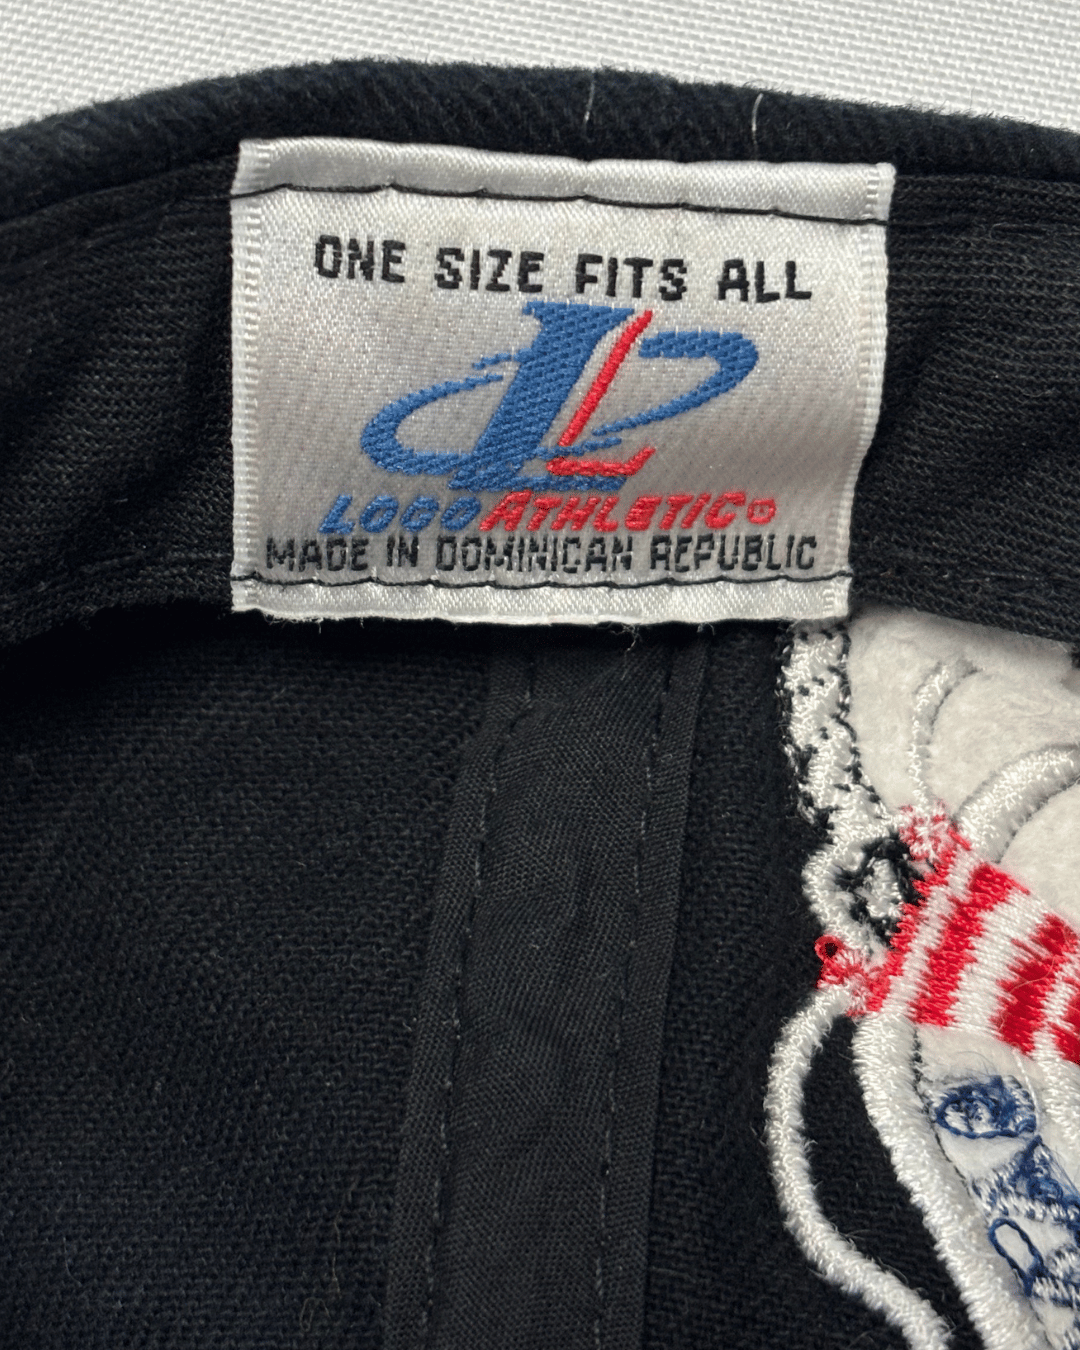 ONE SIZE FITS ALL
LOGO ATHLETIC®
MADE IN DOMINICAN REPUBLIC